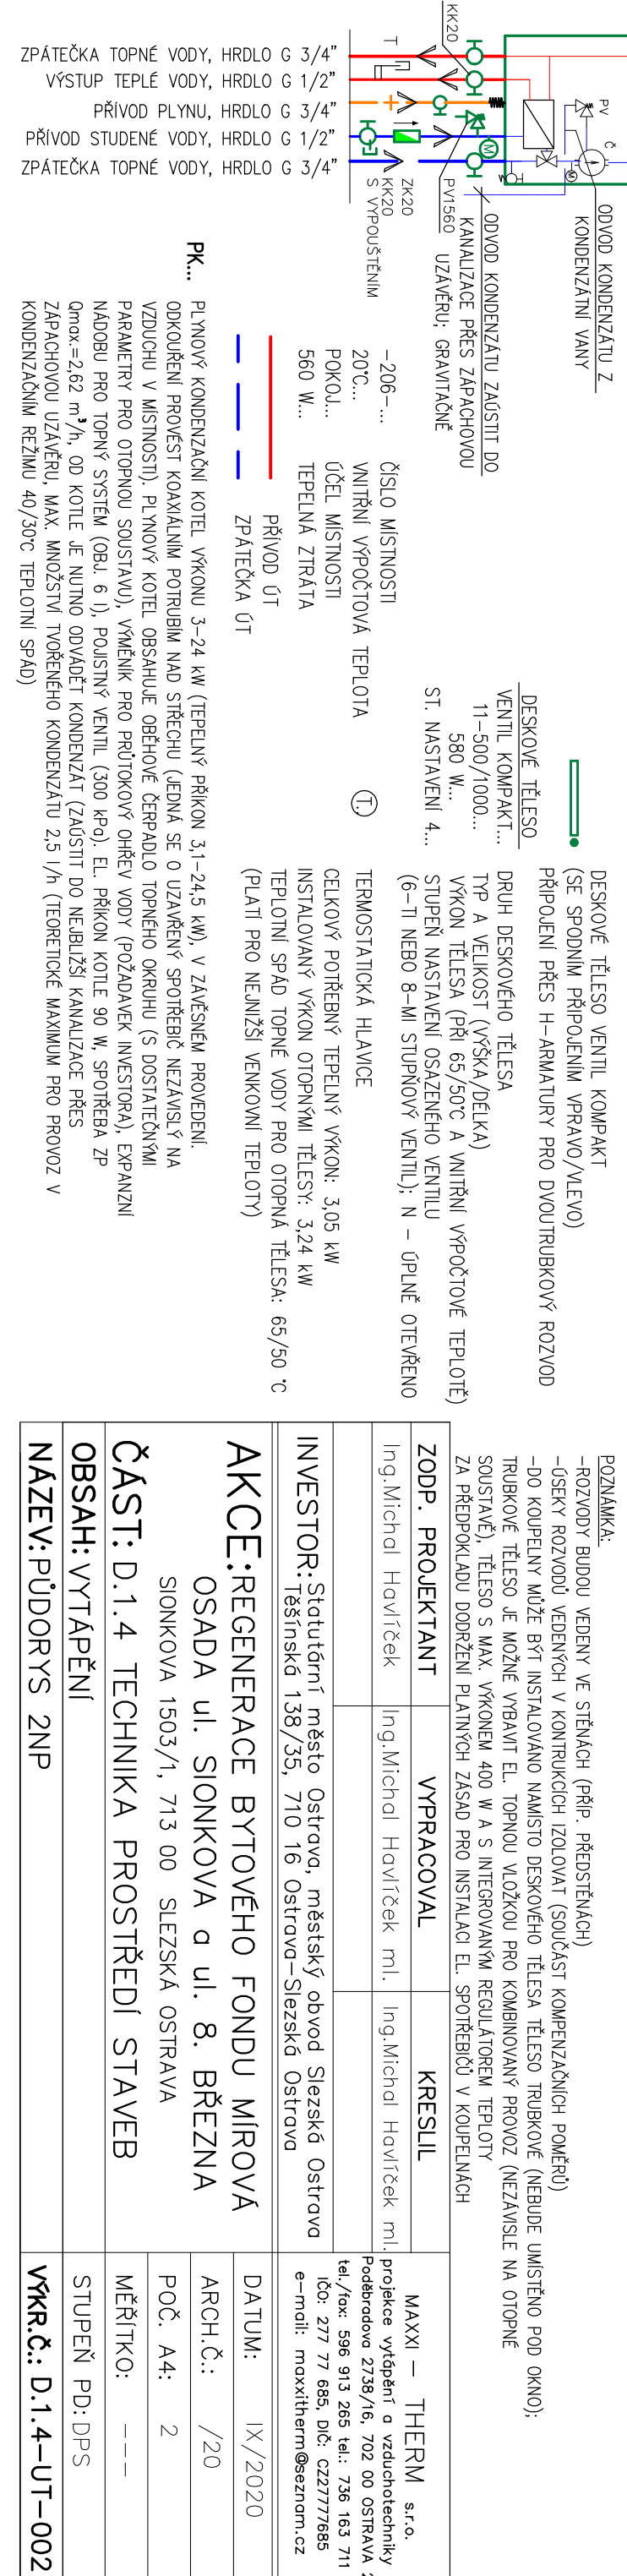 ZPÁTEČKA TOPNÉ VODY, HRDLO G 3/4"
VÝSTUP TEPLÉ VODY, HRDLO G 1/2"
PŘÍVOD PLYNU, HRDLO G 3/4"
PŘÍVOD STUDENÉ VODY, HRDLO G 1/2"
ZPÁTEČKA TOPNÉ VODY, HRDLO G 3/4"
KK20
T
PV
Č
M
M
PV1560
ZK20
KK20
S VYPOUŠTĚNÍM
ODVOD KONDENZÁTU Z
KONDENZÁTNÍ VANY
ODVOD KONDENZÁTU ZAÚSTIT DO
KANALIZACE PŘES ZÁPACHOVOU
UZÁVĚRU; GRAVITAČNĚ
-206-... ČÍSLO MÍSTNOSTI
20°C... VNITŘNÍ VÝPOČTOVÁ TEPLOTA
POKOJ... ÚČEL MÍSTNOSTI
560 W... TEPELNÁ ZTRÁTA
PŘÍVOD ÚT
ZPÁTEČKA ÚT
PK...
PLYNOVÝ KONDENZAČNÍ KOTEL VÝKONU 3-24 kW (TEPELNÝ PŘÍKON 3,1-24,5 kW), V ZÁVĚSNÉM PROVEDENÍ.
ODKOUŘENÍ PROVÉST KOAXIÁLNÍM POTRUBÍM NAD STŘECHU (JEDNÁ SE O UZAVŘENÝ SPOTŘEBIČ NEZÁVISLÝ NA
VZDUCHU V MÍSTNOSTI). PLYNOVÝ KOTEL OBSAHUJE OBĚHOVÉ ČERPADLO TOPNÉHO OKRUHU (S DOSTATEČNÝMI
PARAMETRY PRO OTOPNOU SOUSTAVU), VÝMĚNÍK PRO PRŮTOKOVÝ OHŘEV VODY (POŽADAVEK INVESTORA), EXPANZNÍ
NÁDOBU PRO TOPNÝ SYSTÉM (OBJ. 6 l), POJISTNÝ VENTIL (300 kPa). EL. PŘÍKON KOTLE 90 W, SPOTŘEBA ZP
Qmax.=2,62 m³/h, OD KOTLE JE NUTNO ODVÁDĚT KONDENZÁT (ZAÚSTIT DO NEJBLIŽŠÍ KANALIZACE PŘES
ZÁPACHOVOU UZÁVĚRU, MAX. MNOŽSTVÍ TVOŘENÉHO KONDENZÁTU 2,5 l/h (TEORETICKÉ MAXIMUM PRO PROVOZ V
KONDENZAČNÍM REŽIMU 40/30°C TEPLOTNÍ SPÁD)
DESKOVÉ TĚLESO VENTIL KOMPAKT
(SE SPODNÍM PŘIPOJENÍM VPRAVO/VLEVO)
PŘIPOJENÍ PŘES H-ARMATURY PRO DVOUTRUBKOVÝ ROZVOD
DESKOVÉ TĚLESO
VENTIL KOMPAKT... DRUH DESKOVÉHO TĚLESA
11-500/1000... TYP A VELIKOST (VÝŠKA/DÉLKA)
580 W... VÝKON TĚLESA (PŘI 65/50°C A VNITŘNÍ VÝPOČTOVÉ TEPLOTĚ)
ST. NASTAVENÍ 4... STUPEŇ NASTAVENÍ OSAZENÉHO VENTILU
(6-TI NEBO 8-MI STUPŇOVÝ VENTIL); N - ÚPLNĚ OTEVŘENO
T. TERMOSTATICKÁ HLAVICE
CELKOVÝ POTŘEBNÝ TEPELNÝ VÝKON: 3,05 kW
INSTALOVANÝ VÝKON OTOPNÝMI TĚLESY: 3,24 kW
TEPLOTNÍ SPÁD TOPNÉ VODY PRO OTOPNÁ TĚLESA: 65/50 °C
(PLATÍ PRO NEJNIŽŠÍ VENKOVNÍ TEPLOTY)
POZNÁMKA:
-ROZVODY BUDOU VEDENY VE STĚNÁCH (PŘÍP. PŘEDSTĚNÁCH)
-ÚSEKY ROZVODŮ VEDENÝCH V KONTRUKCÍCH IZOLOVAT (SOUČÁST KOMPENZAČNÍCH POMĚRŮ)
-DO KOUPELNY MŮŽE BÝT INSTALOVÁNO NAMÍSTO DESKOVÉHO TĚLESA TĚLESO TRUBKOVÉ (NEBUDE UMÍSTĚNO POD OKNO);
TRUBKOVÉ TĚLESO JE MOŽNÉ VYBAVIT EL. TOPNOU VLOŽKOU PRO KOMBINOVANÝ PROVOZ (NEZÁVISLE NA OTOPNÉ
SOUSTAVĚ), TĚLESO S MAX. VÝKONEM 400 W A S INTEGROVANÝM REGULÁTOREM TEPLOTY
ZA PŘEDPOKLADU DODRŽENÍ PLATNÝCH ZÁSAD PRO INSTALACI EL. SPOTŘEBIČŮ V KOUPELNÁCH
ZODP. PROJEKTANT VYPRACOVAL KRESLIL
Ing.Michal Havlíček Ing.Michal Havlíček ml. Ing.Michal Havlíček ml.
MAXXI - THERM s.r.o.
projekce vytápění a vzduchotechniky
Poděbradova 2738/16, 702 00 OSTRAVA
tel./fax: 596 913 265 tel.: 736 163 711
IČO: 277 77 685, DIČ: CZ27777685
e-mail: maxxitherm@seznam.cz
INVESTOR: Statutární město Ostrava, městský obvod Slezská Ostrava
Těšínská 138/35, 710 16 Ostrava-Slezská Ostrava
AKCE: REGENERACE BYTOVÉHO FONDU MÍROVÁ
OSADA ul. SIONKOVA a ul. 8. BŘEZNA
SIONKOVA 1503/1, 713 00 SLEZSKÁ OSTRAVA
ČÁST: D.1.4 TECHNIKA PROSTŘEDÍ STAVEB
OBSAH: VYTÁPĚNÍ
NÁZEV: PŮDORYS 2NP
DATUM: IX/2020
ARCH.Č.: /20
POČ. A4: 2
MĚŘÍTKO: ---
STUPEŇ PD: DPS
VÝKR.Č.: D.1.4-UT-002